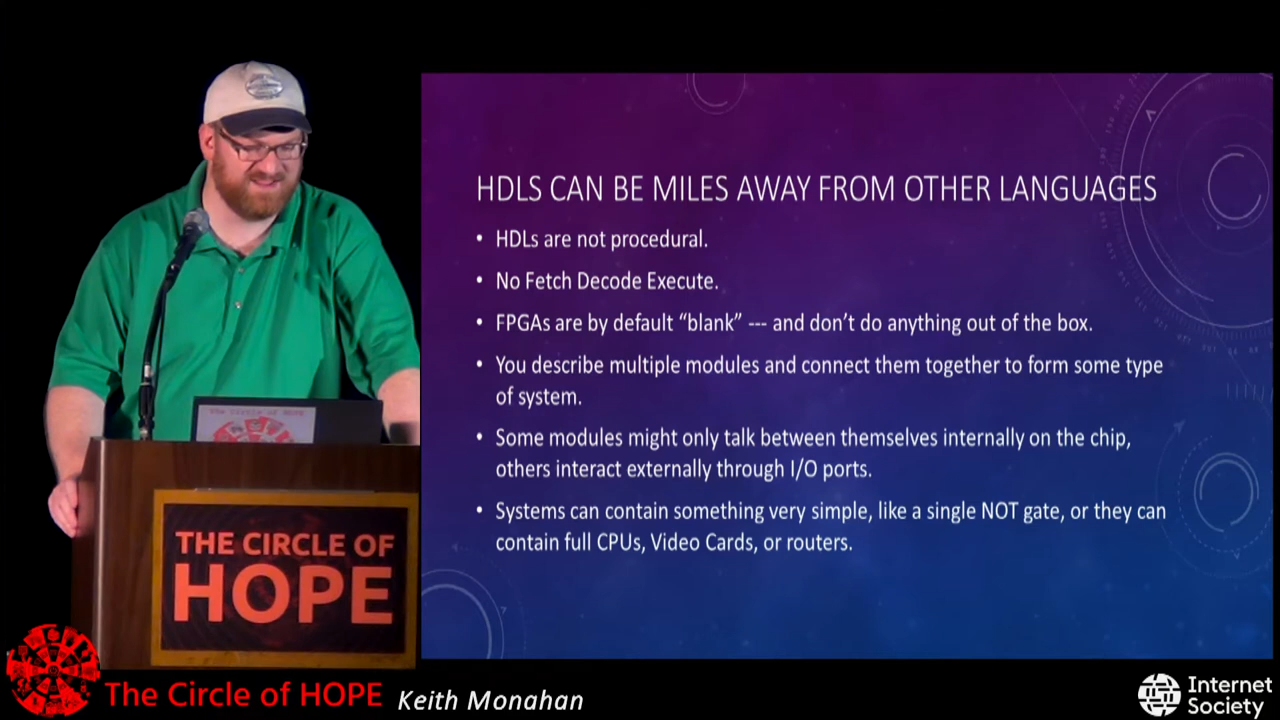 HDLS CAN BE MILES AWAY FROM OTHER LANGUAGES
• HDLs are not procedural.
• No Fetch Decode Execute.
• FPGAs are by default “blank” --- and don’t do anything out of the box.
• You describe multiple modules and connect them together to form some type
of system.
• Some modules might only talk between themselves internally on the chip,
others interact externally through I/O ports.
• Systems can contain something very simple, like a single NOT gate, or they can
contain full CPUs, Video Cards, or routers.
The Circle of HOPE
THE CIRCLE OF
HOPE
The Circle of HOPE
Keith Monahan
Internet
Society